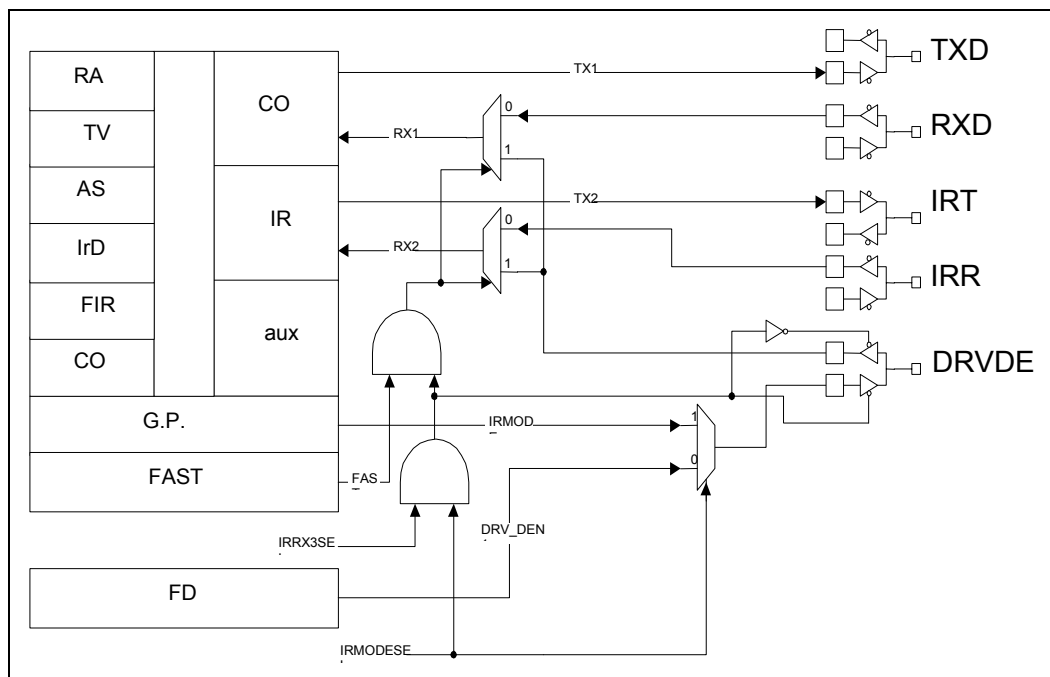 RA
TV
AS
IrD
FIR
CO
CO
IR
aux
G.P.
FAST
FD
TX1
RX1
TX2
RX2
0
1
0
1
1
0
IRMOD
FAS
IRRX3SE
DRV_DEN
IRMODESE
TXD
RXD
IRT
IRR
DRVDE